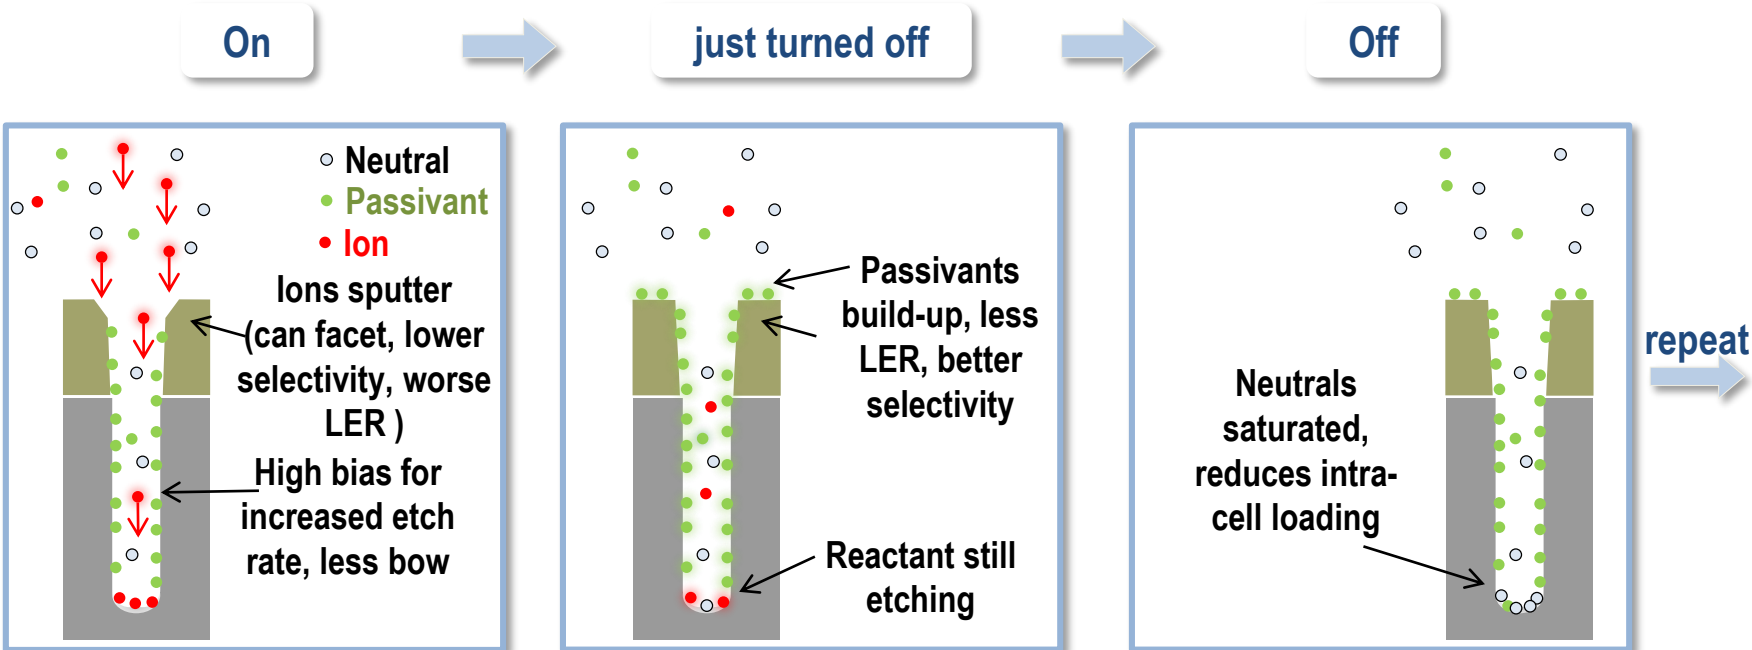 On
just turned off
Off
Neutral
Passivant
Ion
Ions sputter
(can facet, lower
selectivity, worse
LER )
High bias for
increased etch
rate, less bow
Passivants
build-up, less
LER, better
selectivity
Reactant still
etching
Neutrals
saturated,
reduces intra-
cell loading
repeat